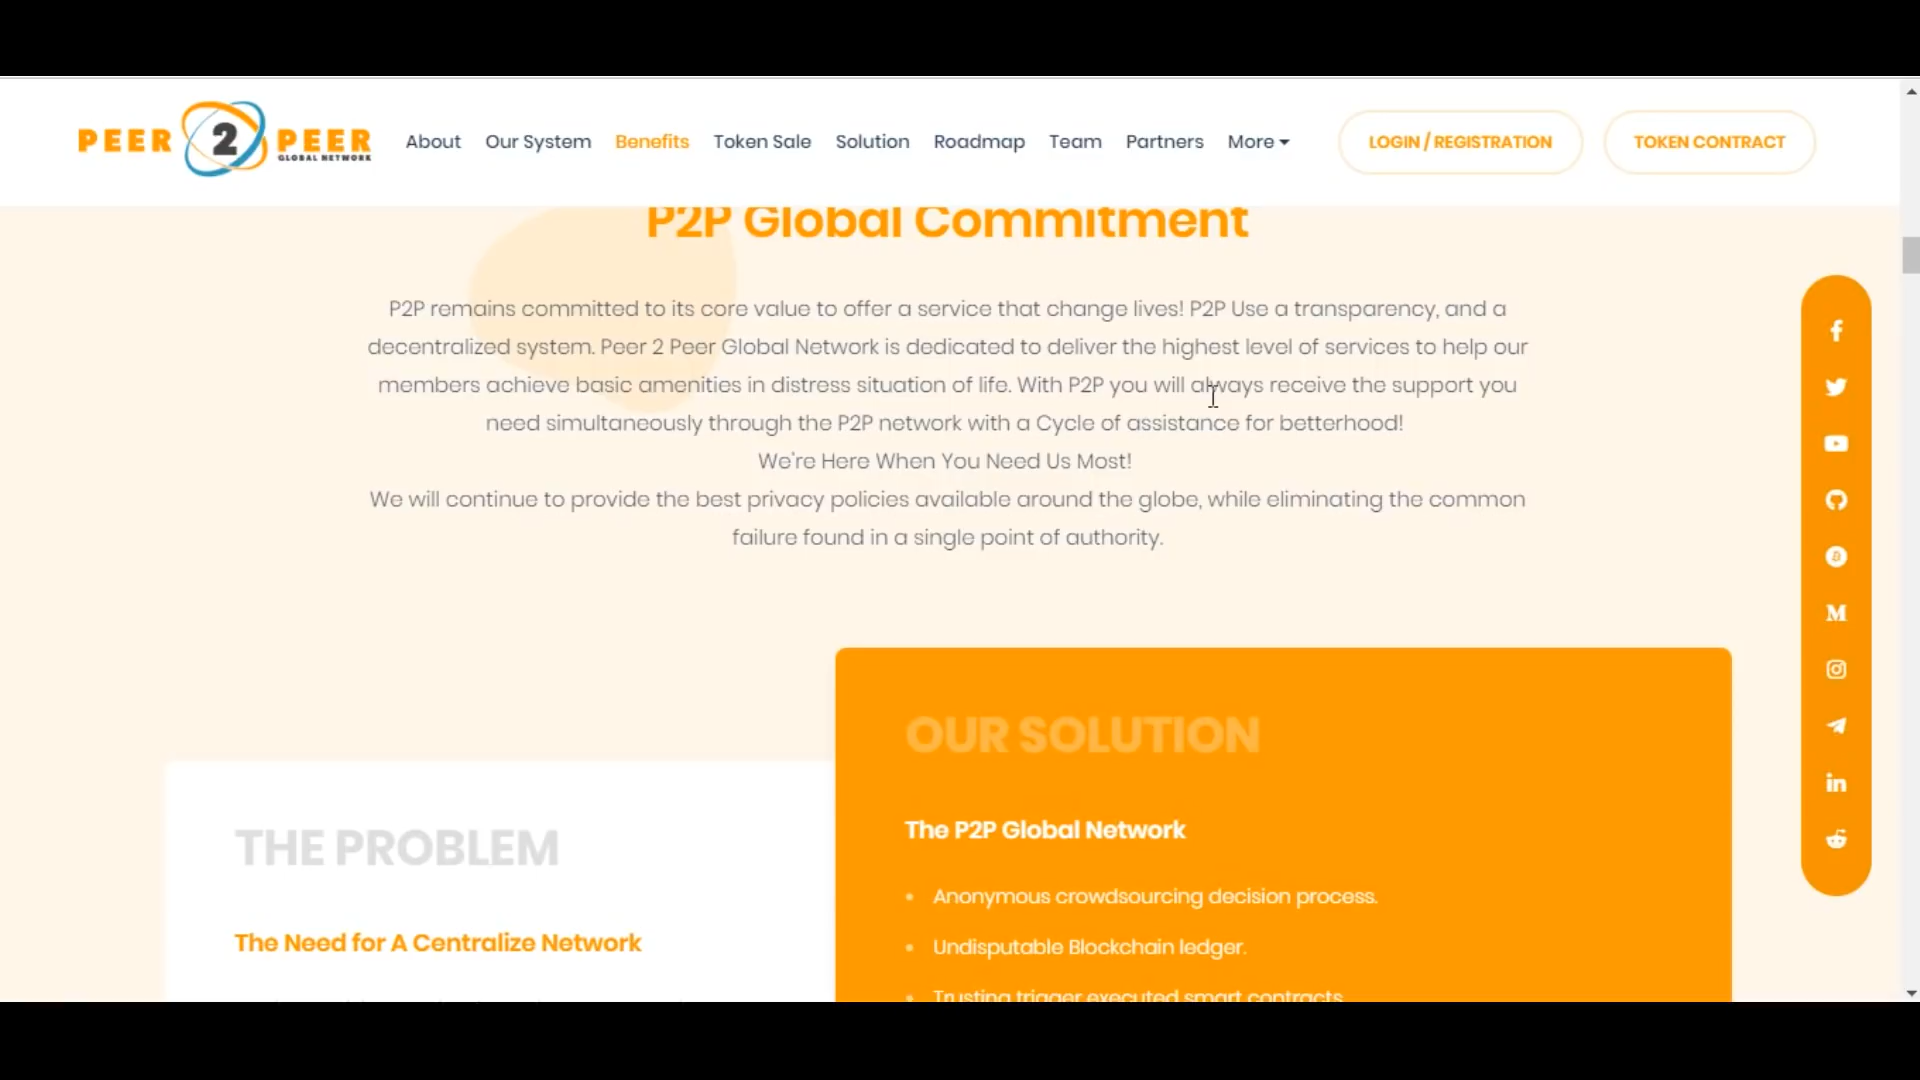 PEER 2 PEER
GLOBAL NETWORK
About Our System Benefits Token Sale Solution Roadmap Team Partners More LOGIN / REGISTRATION TOKEN CONTRACT
P2P Global Commitment
P2P remains committed to its core value to offer a service that change lives! P2P Use a transparency, and a
decentralized system. Peer 2 Peer Global Network is dedicated to deliver the highest level of services to help our
members achieve basic amenities in distress situation of life. With P2P you will always receive the support you
need simultaneously through the P2P network with a Cycle of assistance for betterhood!
We're Here When You Need Us Most!
We will continue to provide the best privacy policies available around the globe, while eliminating the common
failure found in a single point of authority.
THE PROBLEM
The Need for A Centralize Network
OUR SOLUTION
The P2P Global Network
Anonymous crowdsourcing decision process.
Undisputable Blockchain ledger.
Trusting trigger executed smart contracts